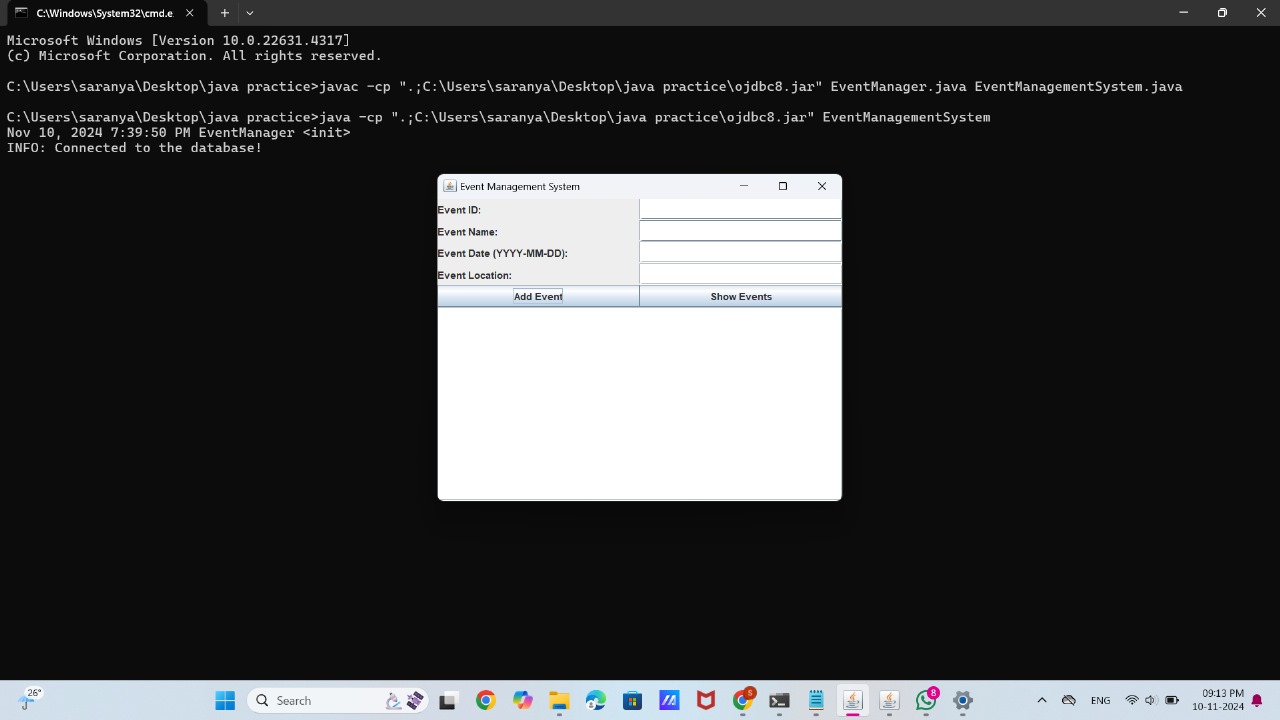 C:\Windows\System32\cmd.e
Microsoft Windows [Version 10.0.22631.4317]
(c) Microsoft Corporation. All rights reserved.
C:\Users\saranya\Desktop\java practice>javac -cp ".;C:\Users\saranya\Desktop\java practice\ojdbc8.jar" EventManager.java EventManagementSystem.java
C:\Users\saranya\Desktop\java practice>java -cp ".;C:\Users\saranya\Desktop\java practice\ojdbc8.jar" EventManagementSystem
Nov 10, 2024 7:39:50 PM EventManager <init>
INFO: Connected to the database!
Event Management System
Event ID:
Event Name:
Event Date (YYYY-MM-DD):
Event Location:
Add Event Show Events
26°
Search
S
8
ENG
09:13 PM
10-11-2024